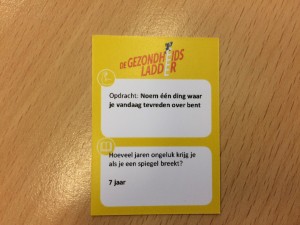 DE GEZONDHEIDS
LADDER
Opdracht: Noem één ding waar
je vandaag tevreden over bent
Hoeveel jaren ongeluk krijg je
als je een spiegel breekt?
7 jaar